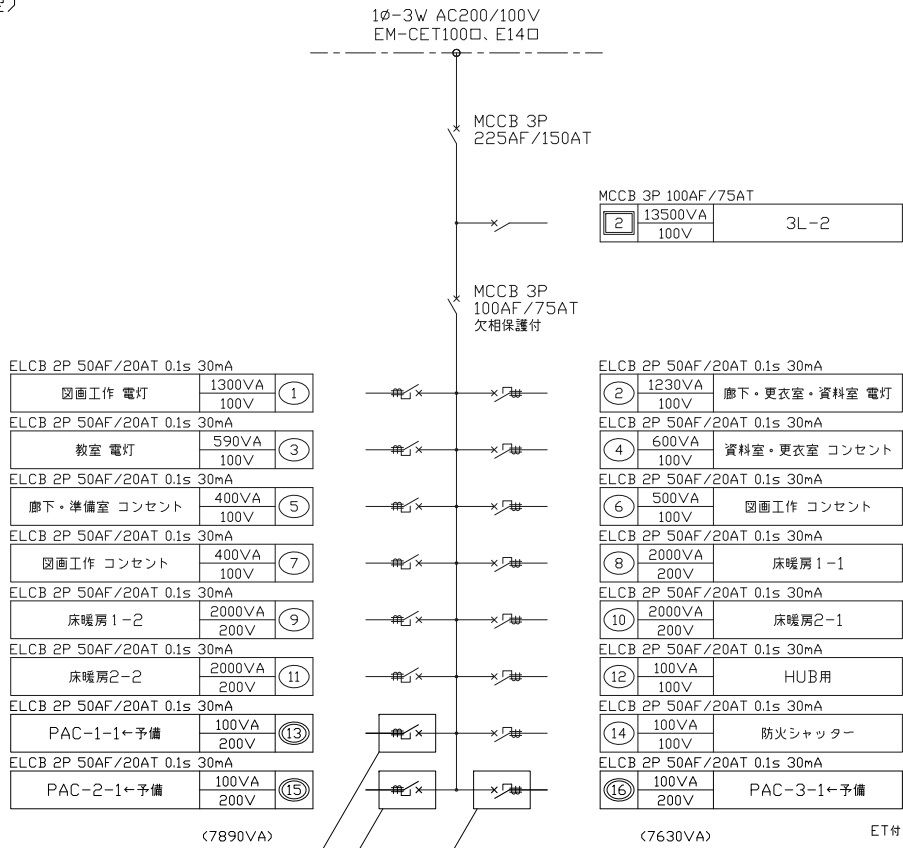 1φ-3W AC200/100V
EM-CET100□、E14□
MCCB 3P
225AF/150AT
MCCB 3P 100AF/75AT
2 13500VA 3L-2
100V
MCCB 3P
100AF/75AT
欠相保護付
ELCB 2P 50AF/20AT 0.1s 30mA
図画工作 電灯 1300VA 1
100V
ELCB 2P 50AF/20AT 0.1s 30mA
2 1230VA 廊下・更衣室・資料室 電灯
100V
ELCB 2P 50AF/20AT 0.1s 30mA
教室 電灯 590VA 3
100V
ELCB 2P 50AF/20AT 0.1s 30mA
4 600VA 資料室・更衣室 コンセント
100V
ELCB 2P 50AF/20AT 0.1s 30mA
廊下・準備室 コンセント 400VA 5
100V
ELCB 2P 50AF/20AT 0.1s 30mA
6 500VA 図画工作 コンセント
100V
ELCB 2P 50AF/20AT 0.1s 30mA
図画工作 コンセント 400VA 7
100V
ELCB 2P 50AF/20AT 0.1s 30mA
8 2000VA 床暖房1-1
200V
ELCB 2P 50AF/20AT 0.1s 30mA
床暖房1-2 2000VA 9
200V
ELCB 2P 50AF/20AT 0.1s 30mA
10 2000VA 床暖房2-1
200V
ELCB 2P 50AF/20AT 0.1s 30mA
床暖房2-2 2000VA 11
200V
ELCB 2P 50AF/20AT 0.1s 30mA
12 100VA HUB用
100V
ELCB 2P 50AF/20AT 0.1s 30mA
PAC-1-1←予備 100VA 13
200V
ELCB 2P 50AF/20AT 0.1s 30mA
14 100VA 防火シャッター
100V
ELCB 2P 50AF/20AT 0.1s 30mA
PAC-2-1←予備 100VA 15
200V
ELCB 2P 50AF/20AT 0.1s 30mA
16 100VA PAC-3-1←予備
200V
(7890VA)
(7630VA)
ET付